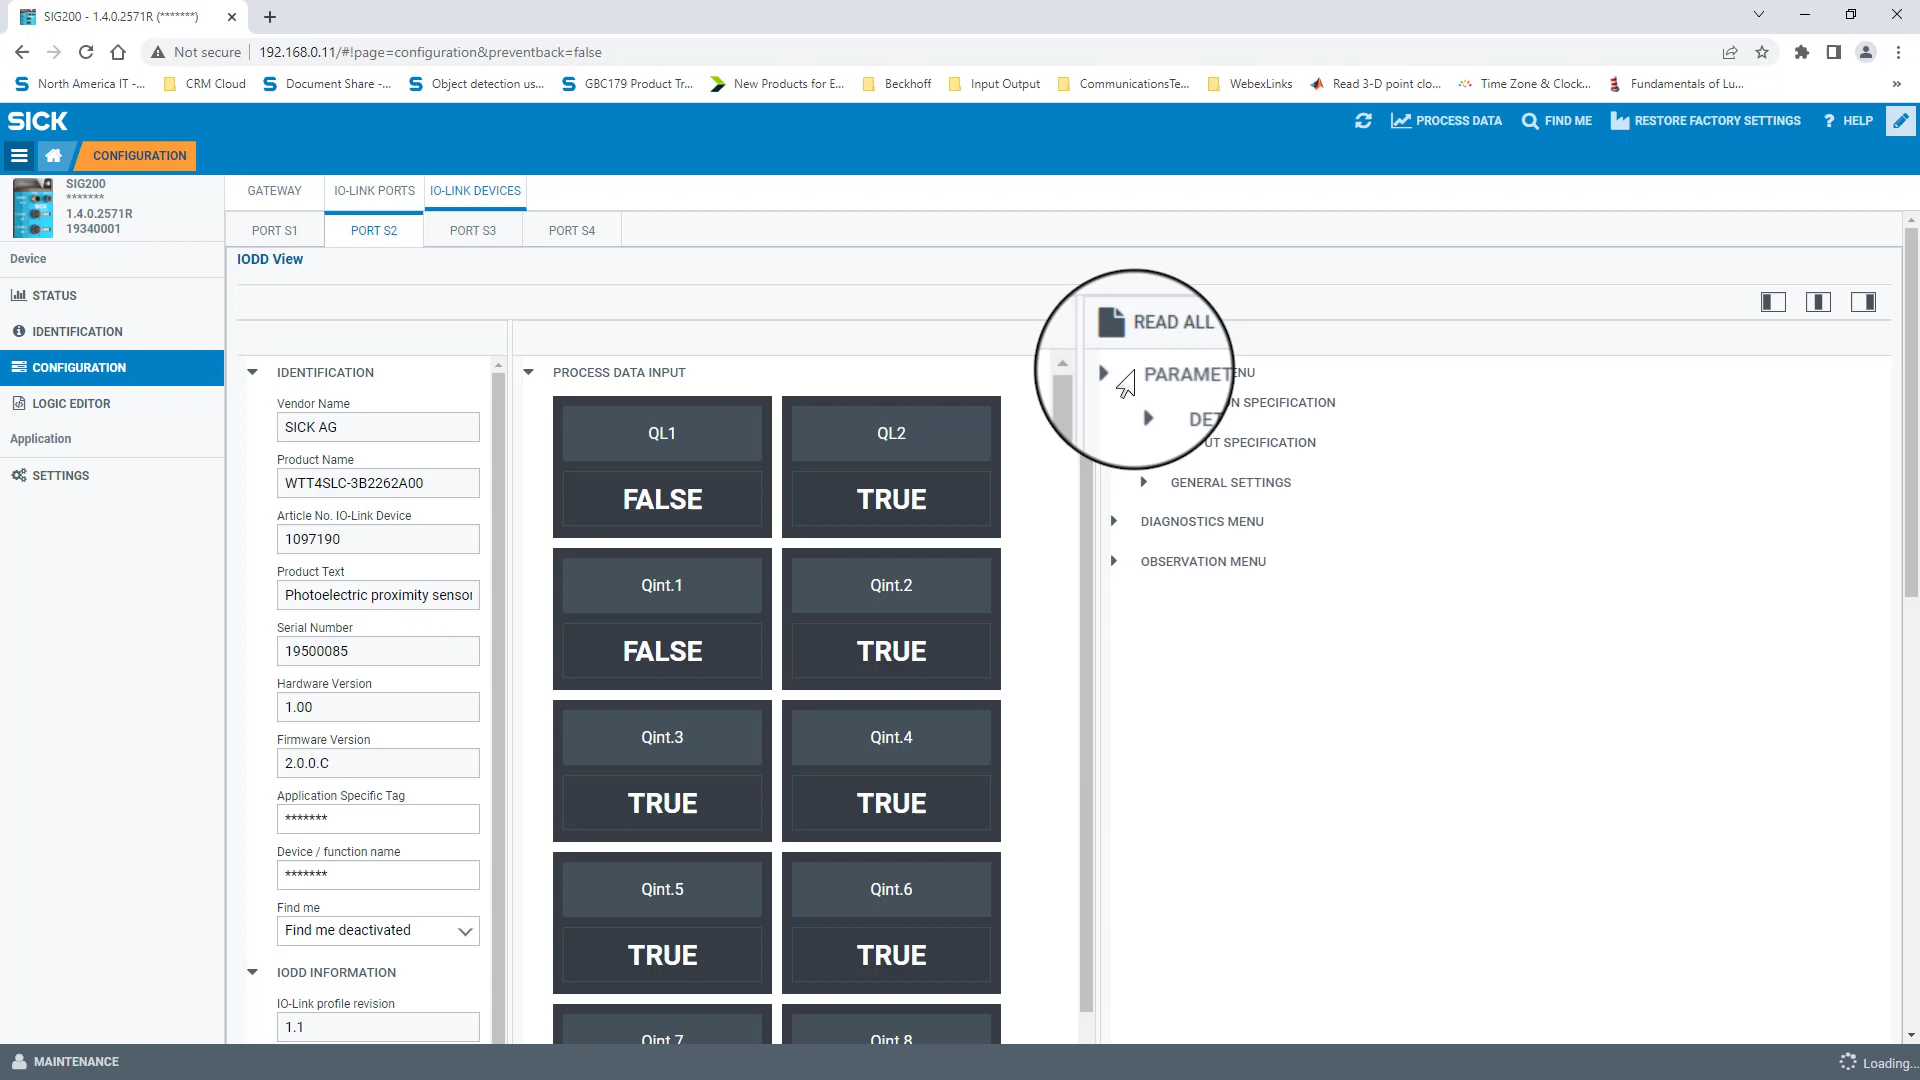 SIG200 - 1.4.0.2571R (*******)
Not secure
192.168.0.11/#!page=configuration&preventback=false
North America IT -...
CRM Cloud
Document Share -...
Object detection us...
GBC179 Product Tr...
New Products for E...
Beckhoff
Input Output
CommunicationsTe...
WebexLinks
Read 3-D point clo...
Time Zone & Clock...
Fundamentals of Lu...
SICK
PROCESS DATA
FIND ME
RESTORE FACTORY SETTINGS
? HELP
CONFIGURATION
SIG200
*******
1.4.0.2571R
19340001
Device
STATUS
IDENTIFICATION
CONFIGURATION
LOGIC EDITOR
Application
SETTINGS
GATEWAY
IO-LINK PORTS
IO-LINK DEVICES
PORT S1
PORT S2
PORT S3
PORT S4
IODD View
IDENTIFICATION
Vendor Name
SICK AG
Product Name
WTT4SLC-3B2262A00
Article No. IO-Link Device
1097190
Product Text
Photoelectric proximity sensor
Serial Number
19500085
Hardware Version
1.00
Firmware Version
2.0.0.C
Application Specific Tag
*******
Device / function name
*******
Find me
Find me deactivated
IODD INFORMATION
IO-Link profile revision
1.1
PROCESS DATA INPUT
QL1
FALSE
QL2
TRUE
Qint.1
FALSE
Qint.2
TRUE
Qint.3
TRUE
Qint.4
TRUE
Qint.5
TRUE
Qint.6
TRUE
Qint.7
Qint.8
READ ALL
PARAMET ENU
DET N SPECIFICATION
UT SPECIFICATION
GENERAL SETTINGS
DIAGNOSTICS MENU
OBSERVATION MENU
MAINTENANCE
Loading...